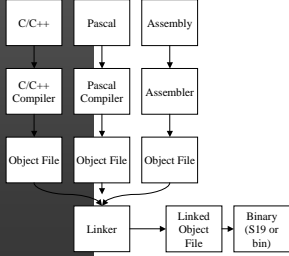 C/C++
Pascal
Assembly
C/C++
Compiler
Pascal
Compiler
Assembler
Object File
Object File
Object File
Linker
Linked
Object
File
Binary
(S19 or
bin)